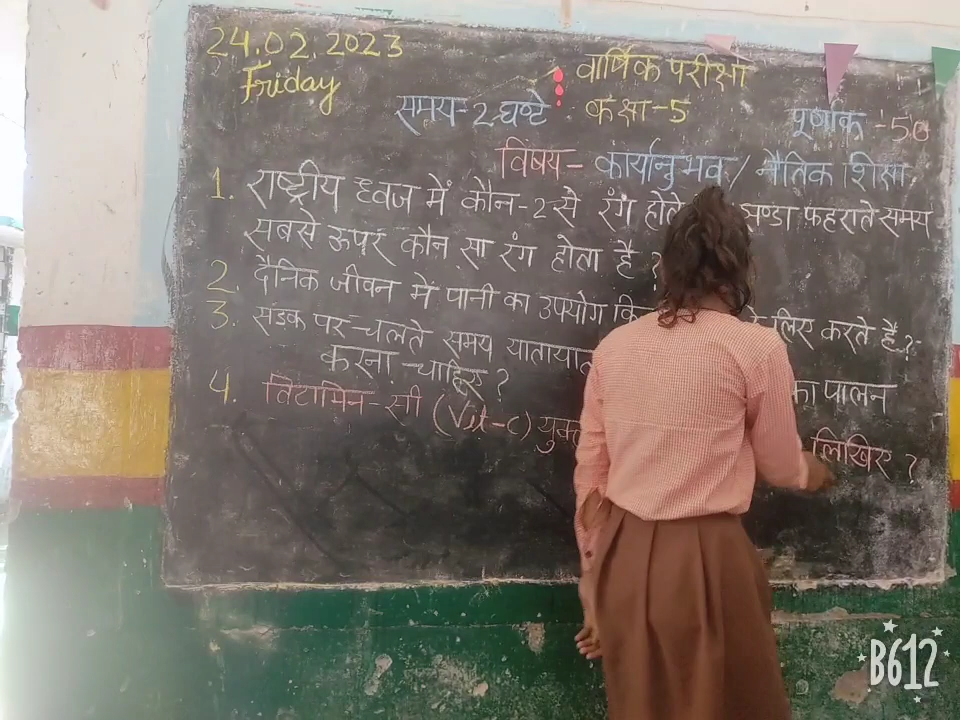 24.02.2023
Friday
वार्षिक परीक्षा
समय-2 घण्टे कक्षा-5 पूर्णांक -50
विषय- कार्यानुभव/ नैतिक शिक्षा
1. राष्ट्रीय ध्वज में कौन-2 से रंग होते झण्डा फहराते समय
सबसे ऊपर कौन सा रंग होता है ?
2. दैनिक जीवन में पानी का उपयोग लिए करते हैं ?
3. सडक पर चलते समय यातायात का पालन
करना चाहिए ?
4. विटामिन-सी (Vit-C) युक्त लिखिए ?
B612